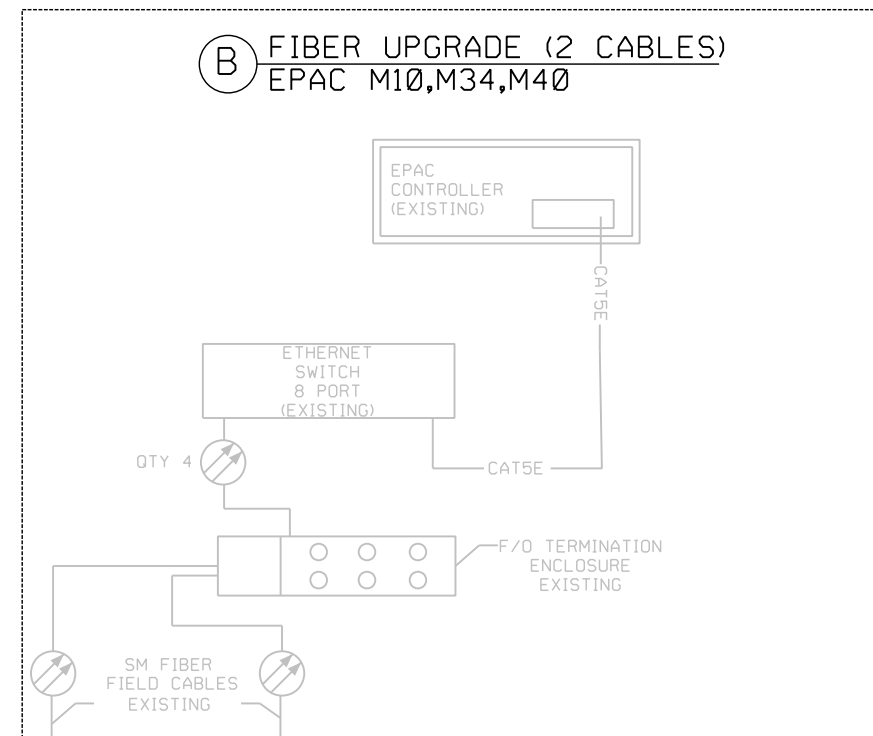 B
FIBER UPGRADE (2 CABLES)
EPAC M10,M34,M40
EPAC
CONTROLLER
(EXISTING)
CAT5E
ETHERNET
SWITCH
8 PORT
(EXISTING)
QTY 4
CAT5E
F/O TERMINATION
ENCLOSURE
EXISTING
SM FIBER
FIELD CABLES
EXISTING